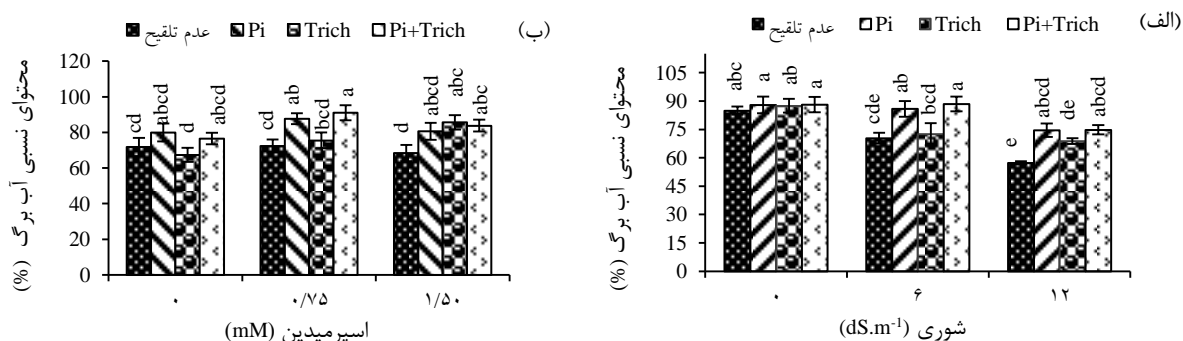 (الف)
■ عدم تلقیح Pi Trich Pi+Trich
محتوای نسبی آب برگ (%)
105
90
75
60
45
30
15
0
abc a ab a
cde ab bcd a
e abcd de abcd
۰ ۶ ۱۲
شوری (dS.m-1)
(ب)
■ عدم تلقیح Pi Trich Pi+Trich
محتوای نسبی آب برگ (%)
120
100
80
60
40
20
0
cd abcd d abcd
cd ab bcd a
d abcd abc abc
۰ ۰/۷۵ ۱/۵۰
اسپرمیدین (mM)